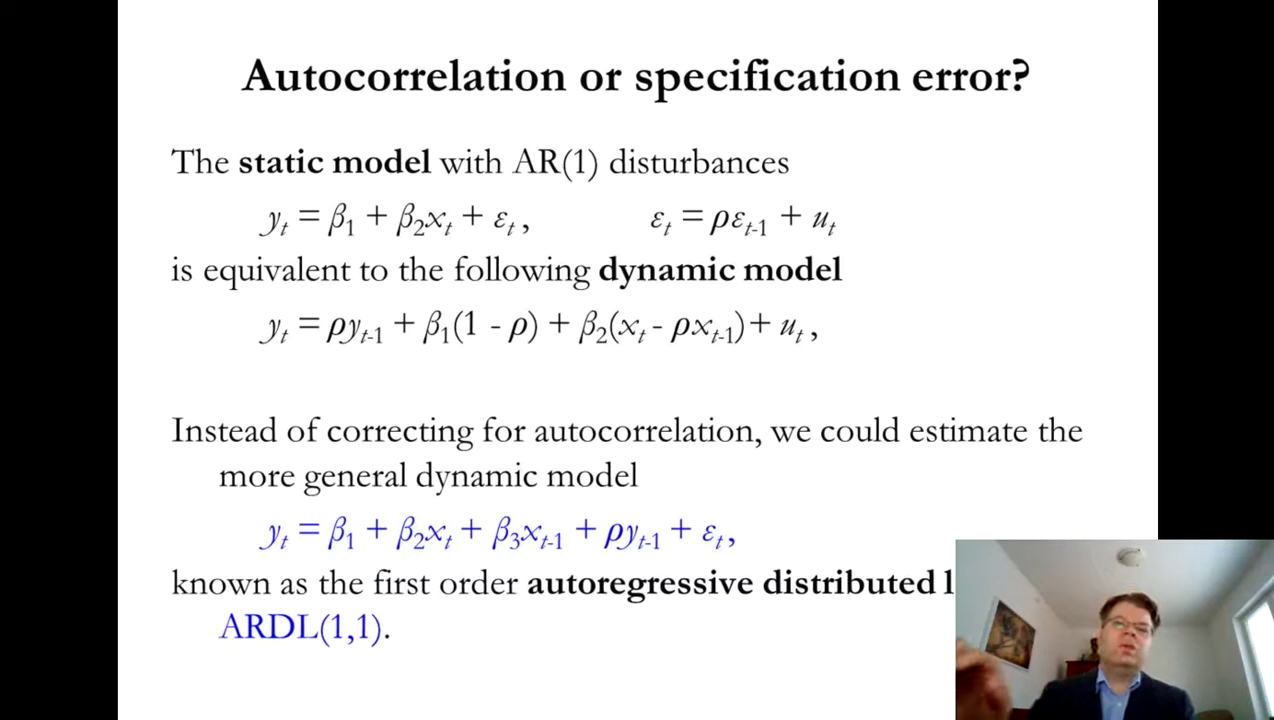 Autocorrelation or specification error?
The static model with AR(1) disturbances
yₜ = β₁ + β₂xₜ + εₜ, εₜ = ρεₜ₋₁ + uₜ
is equivalent to the following dynamic model
yₜ = ρyₜ₋₁ + β₁(1 - ρ) + β₂(xₜ - ρxₜ₋₁) + uₜ,
Instead of correcting for autocorrelation, we could estimate the
more general dynamic model
yₜ = β₁ + β₂xₜ + β₃xₜ₋₁ + ρyₜ₋₁ + εₜ,
known as the first order autoregressive distributed
ARDL(1,1).